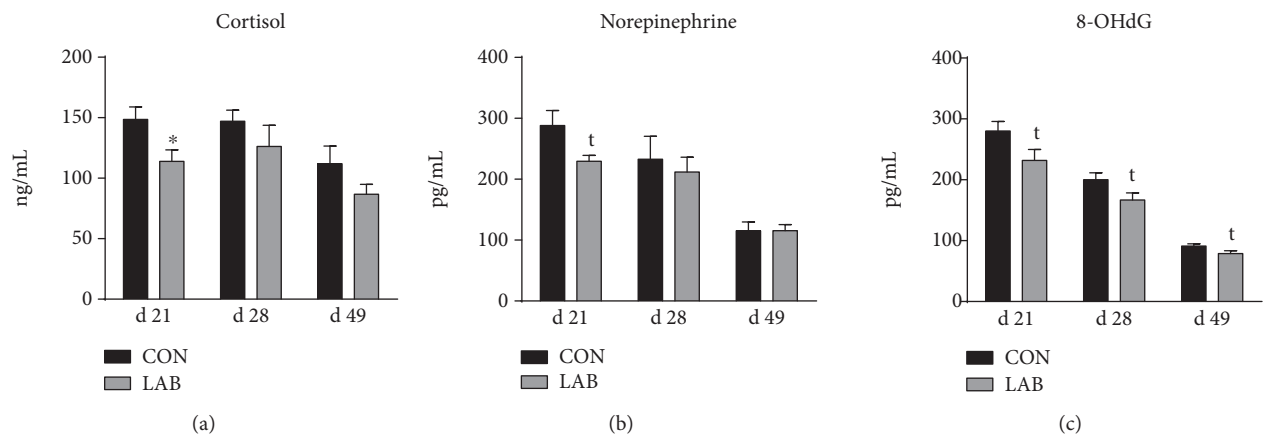 Cortisol
200
150
100
50
0
ng/mL
*
d 21
d 28
d 49
CON
LAB
(a)
Norepinephrine
400
300
200
100
0
pg/mL
t
d 21
d 28
d 49
CON
LAB
(b)
8-OHdG
400
300
200
100
0
pg/mL
t
t
t
d 21
d 28
d 49
CON
LAB
(c)